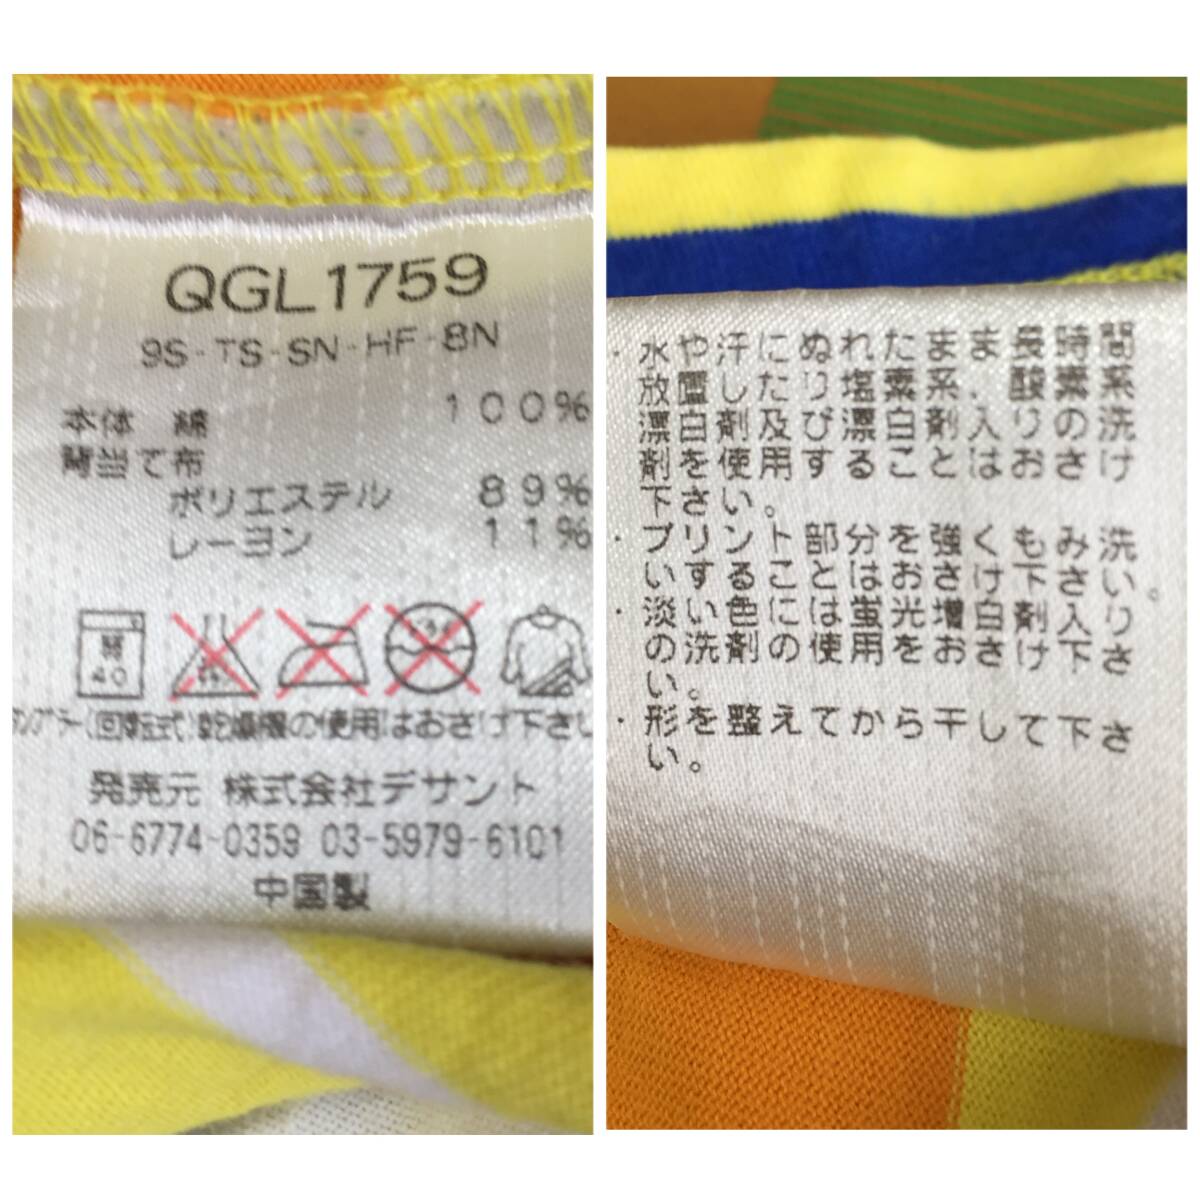 QGL1759
9S-TS-SN-HF-8N
本体 綿 100%
背当て布
ポリエステル 89%
レーヨン 11%
40
タンブラー(回転式)乾燥機の使用はおさけ下さい
発売元 株式会社デサント
06-6774-0359 03-5979-6101
中国製
・水や汗にぬれたまま、長時間
放置したり塩素系、酸素系
漂白剤及び漂白剤入りの洗
剤を使用することはおさけ
下さい。
・プリント部分を強くもみ洗
いすることはおさけ下さい。
・淡い色には蛍光増白剤入り
の洗剤の使用をおさけ下さ
い。
・形を整えてから干して下さ
い。